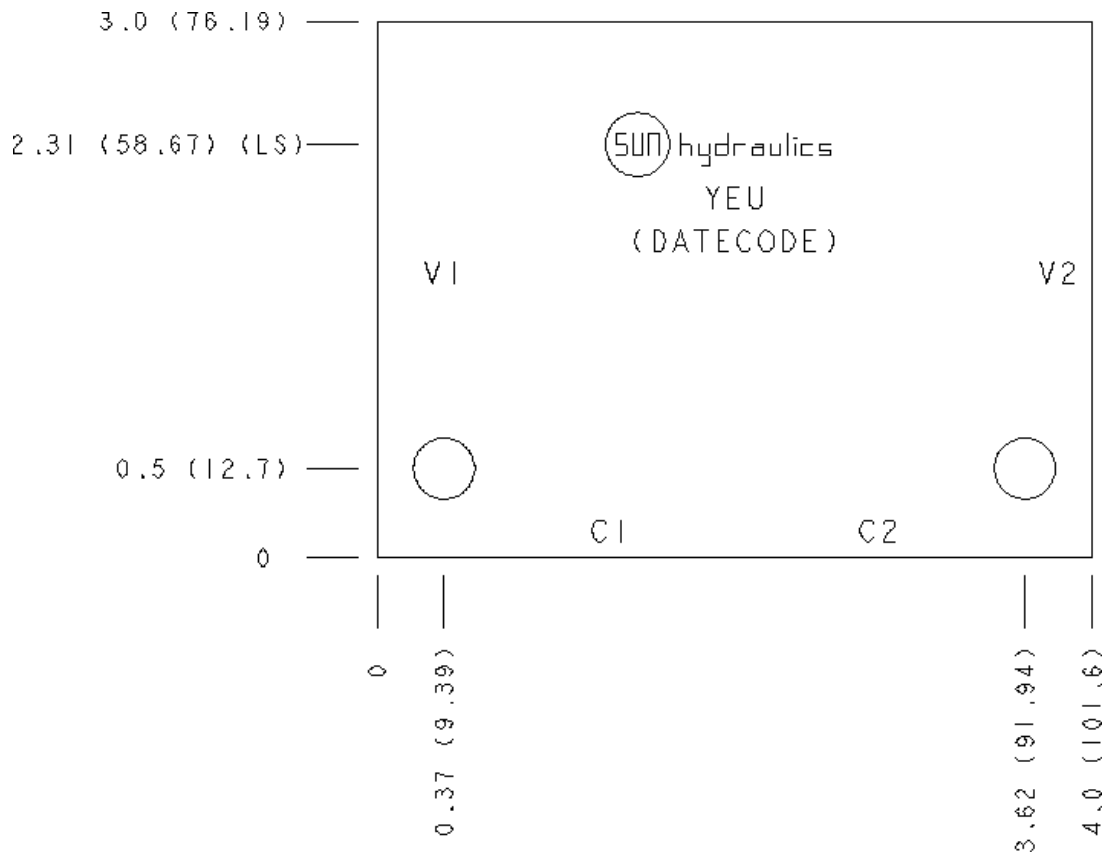 3.0 (76.19)
2.31 (58.67) (LS)
SUN hydraulics
YEU
(DATECODE)
V1
V2
0.5 (12.7)
C1
C2
0
0
0.37 (9.39)
3.62 (91.94)
4.0 (101.6)